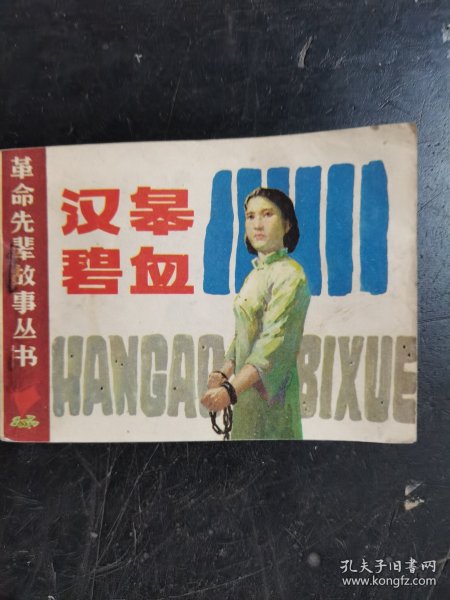 革命先辈故事丛书
汉皋
碧血
HANGAO BIXUE
孔夫子旧书网
www.kongfz.com